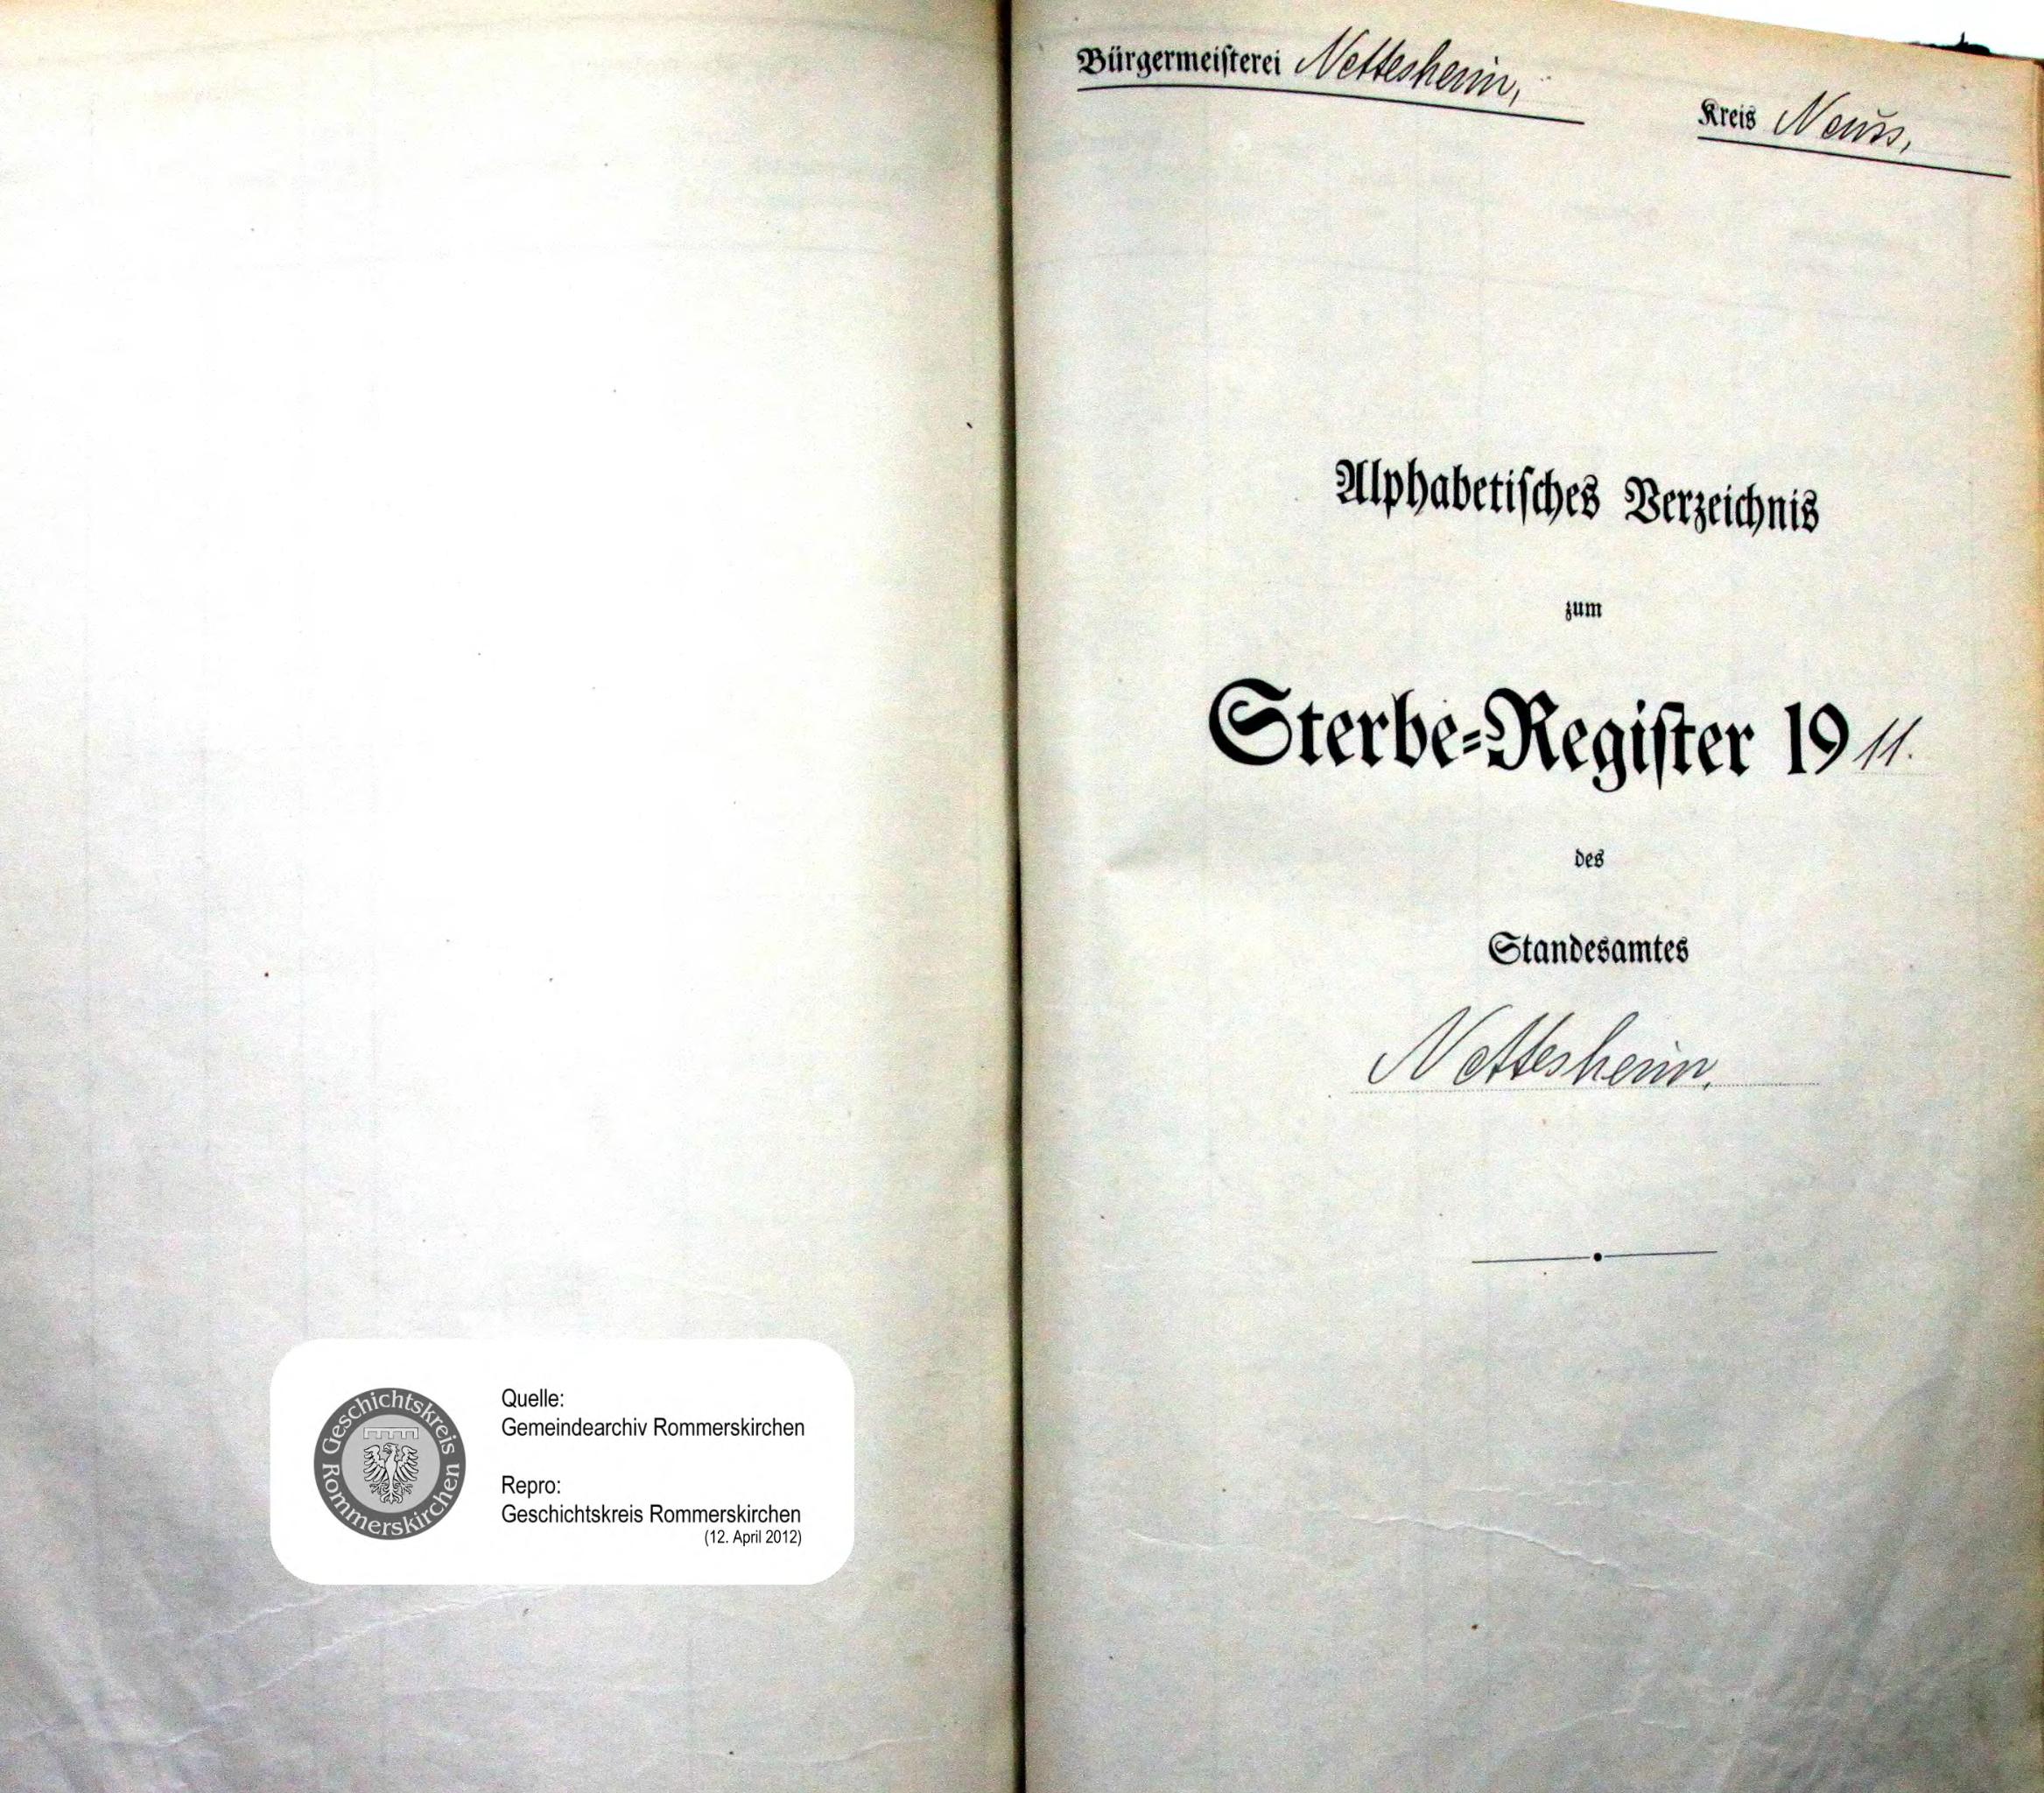 Bürgermeisterei Nettesheim,
Kreis Neuss,
Alphabetisches Verzeichnis
zum
Sterbe=Register 1911.
des
Standesamtes
Nettesheim.
Geschichtskreis Rommerskirchen
Quelle:
Gemeindearchiv Rommerskirchen
Repro:
Geschichtskreis Rommerskirchen
(12. April 2012)